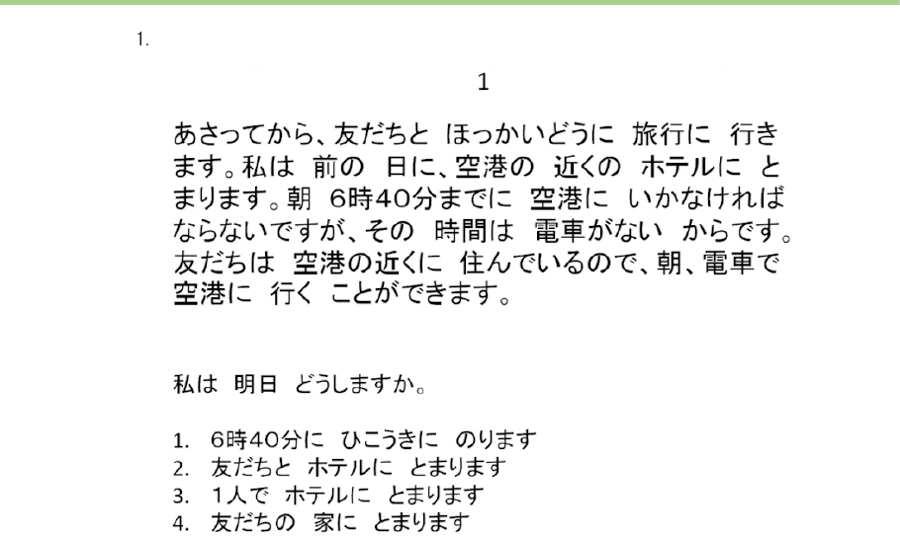 1.
1
あさってから、友だちと ほっかいどうに 旅行に 行き
ます。私は 前の 日に、空港の 近くの ホテルに と
まります。朝 6時40分までに 空港に いかなければ
ならないですが、その 時間は 電車がない からです。
友だちは 空港の近くに 住んでいるので、朝、電車で
空港に 行く ことができます。
私は 明日 どうしますか。
1. 6時40分に ひこうきに のります
2. 友だちと ホテルに とまります
3. 1人で ホテルに とまります
4. 友だちの 家に とまります